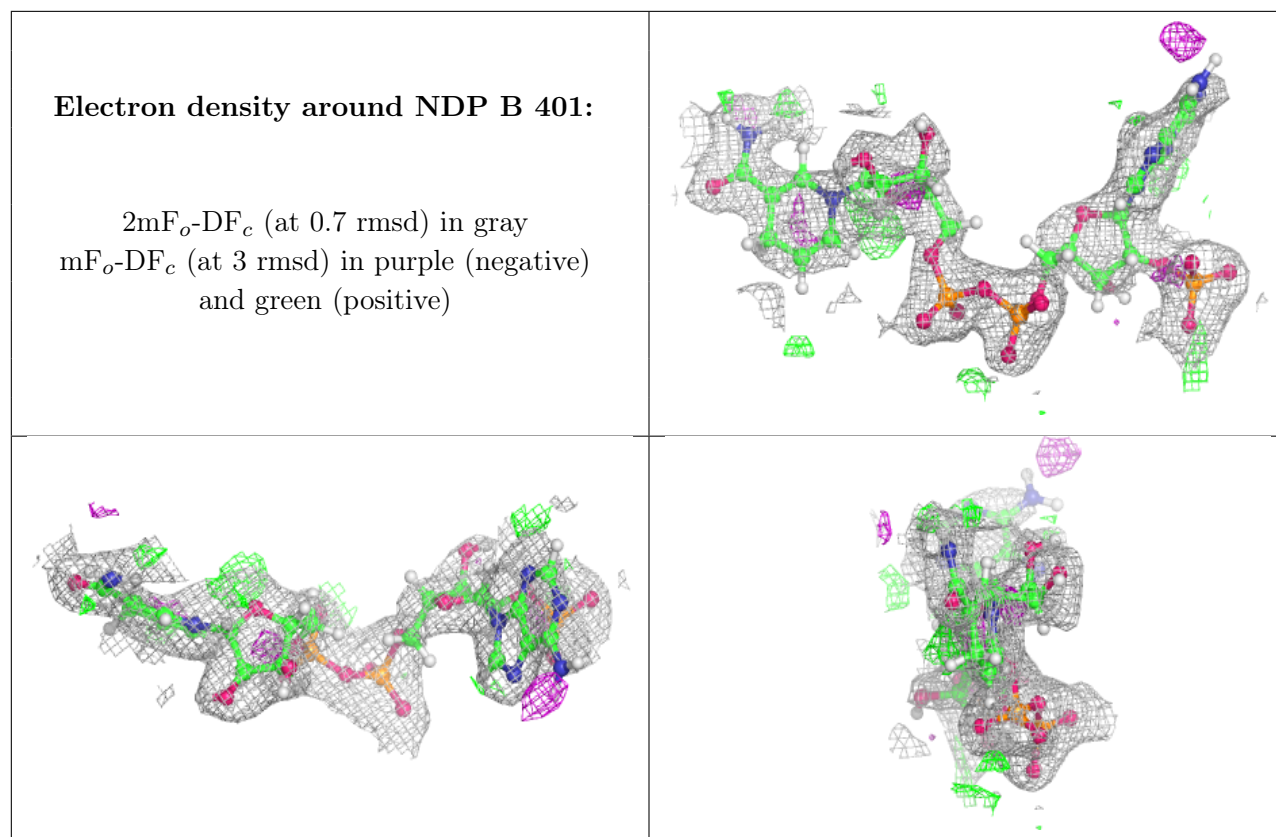 Electron density around NDP B 401:
2mFo-DFc (at 0.7 rmsd) in gray
mFo-DFc (at 3 rmsd) in purple (negative)
and green (positive)